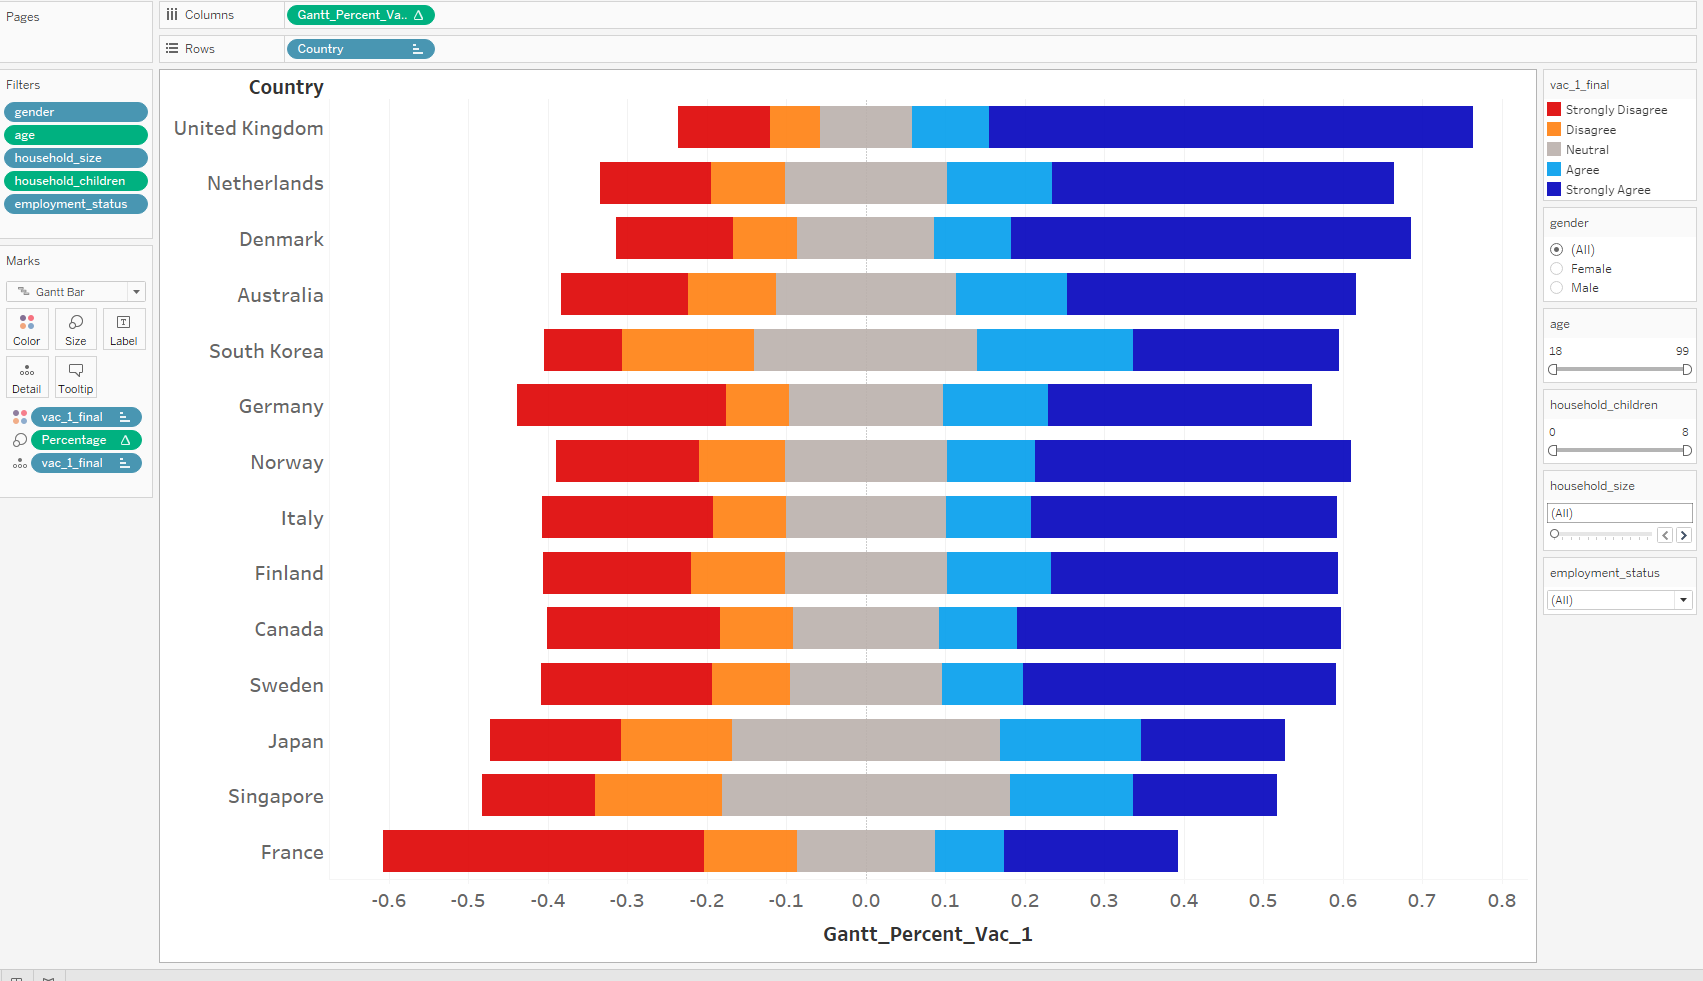 Pages
Columns
Gantt_Percent_Va.. Δ
Rows
Country
Filters
gender
age
household_size
household_children
employment_status
Marks
Gantt Bar
Color
Size
Label
Detail
Tooltip
vac_1_final
Percentage Δ
vac_1_final
Country
United Kingdom
Netherlands
Denmark
Australia
South Korea
Germany
Norway
Italy
Finland
Canada
Sweden
Japan
Singapore
France
-0.6 -0.5 -0.4 -0.3 -0.2 -0.1 0.0 0.1 0.2 0.3 0.4 0.5 0.6 0.7 0.8
Gantt_Percent_Vac_1
vac_1_final
Strongly Disagree
Disagree
Neutral
Agree
Strongly Agree
gender
(All)
Female
Male
age
18 99
household_children
0 8
household_size
(All)
employment_status
(All)